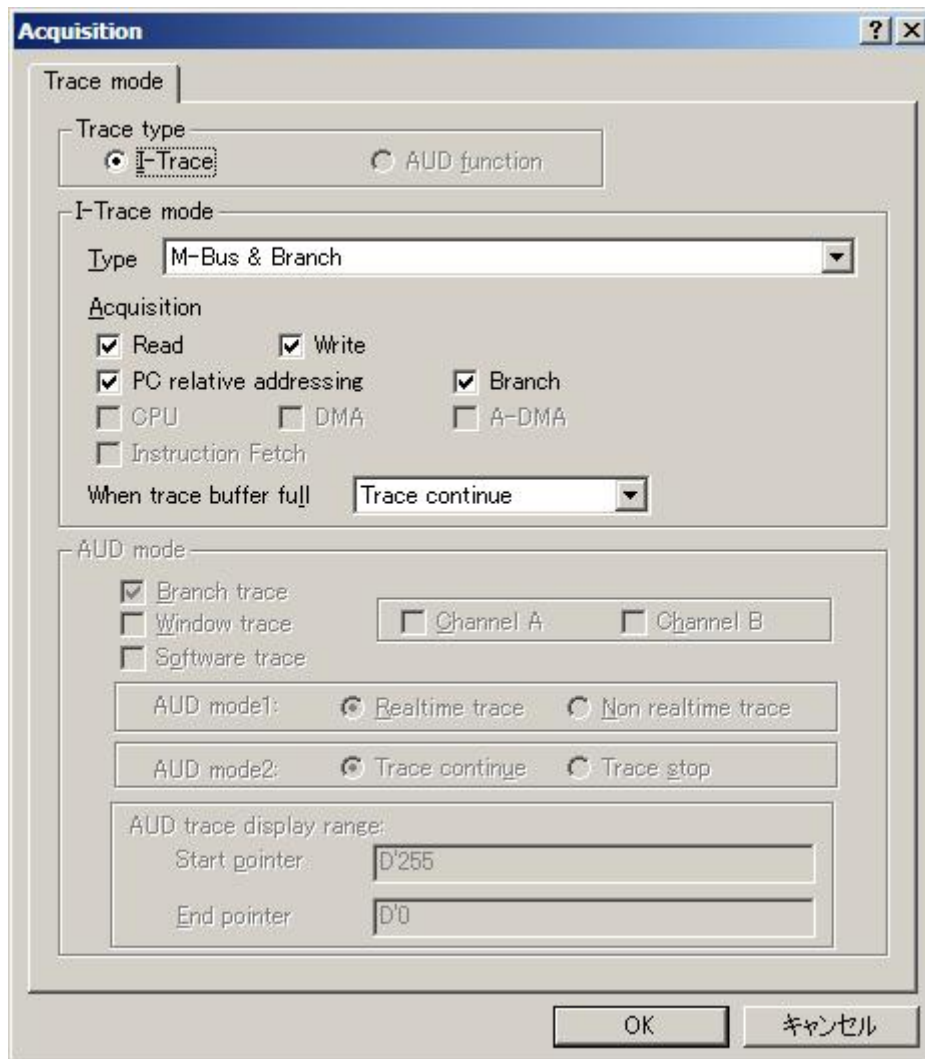 Acquisition
Trace mode
Trace type
I-Trace AUD function
I-Trace mode
Type M-Bus & Branch
Acquisition
Read Write
PC relative addressing Branch
CPU DMA A-DMA
Instruction Fetch
When trace buffer full Trace continue
AUD mode
Branch trace
Window trace Channel A Channel B
Software trace
AUD mode1: Realtime trace Non realtime trace
AUD mode2: Trace continue Trace stop
AUD trace display range:
Start pointer D'255
End pointer D'0
OK キャンセル